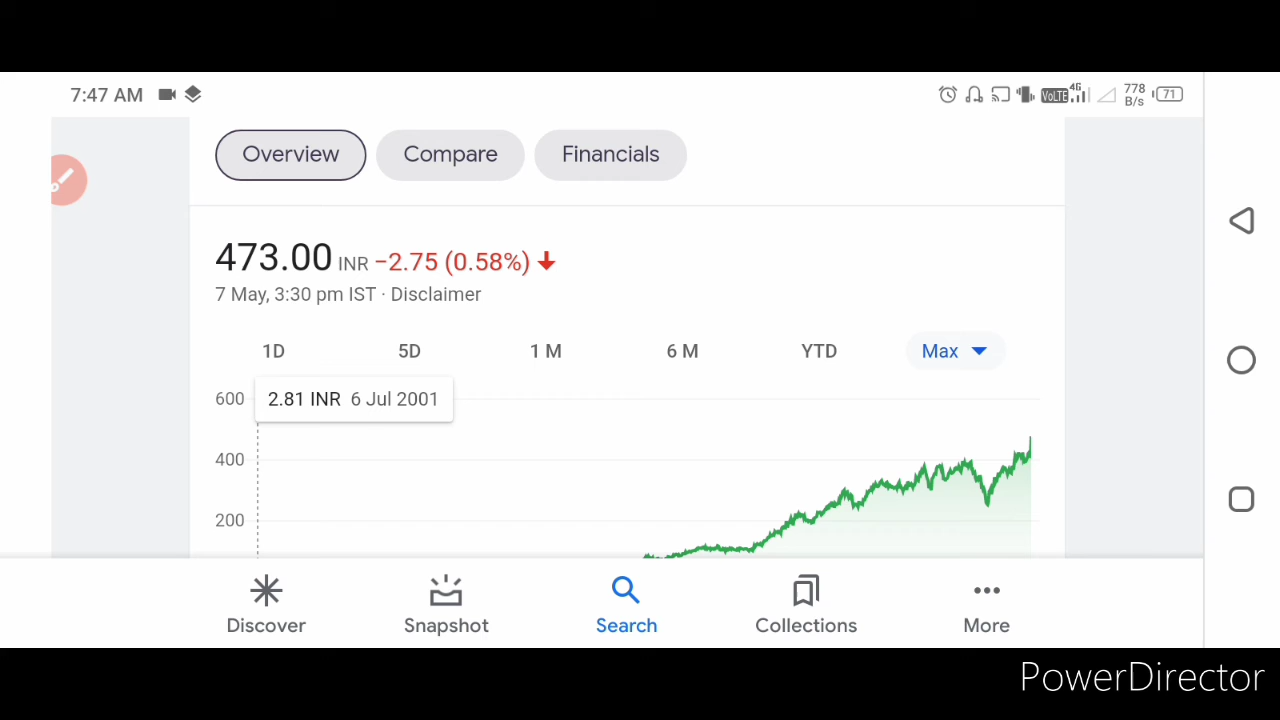 7:47 AM VoLTE 4G 778 B/s 71
Overview Compare Financials
473.00 INR −2.75 (0.58%)
7 May, 3:30 pm IST · Disclaimer
1D 5D 1 M 6 M YTD Max
600 2.81 INR 6 Jul 2001
400
200
Discover Snapshot Search Collections More
PowerDirector